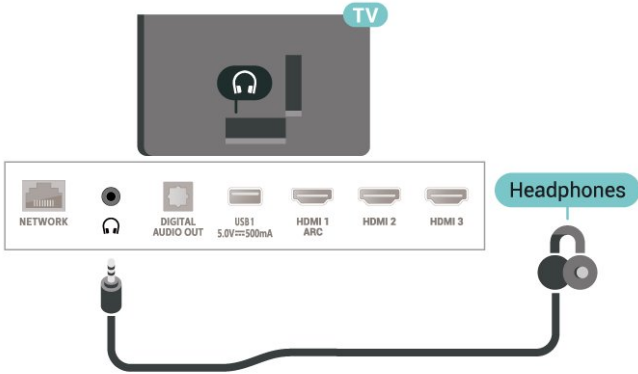 TV
NETWORK
DIGITAL
AUDIO OUT
USB 1
5.0V⎓500mA
HDMI 1
ARC
HDMI 2
HDMI 3
Headphones